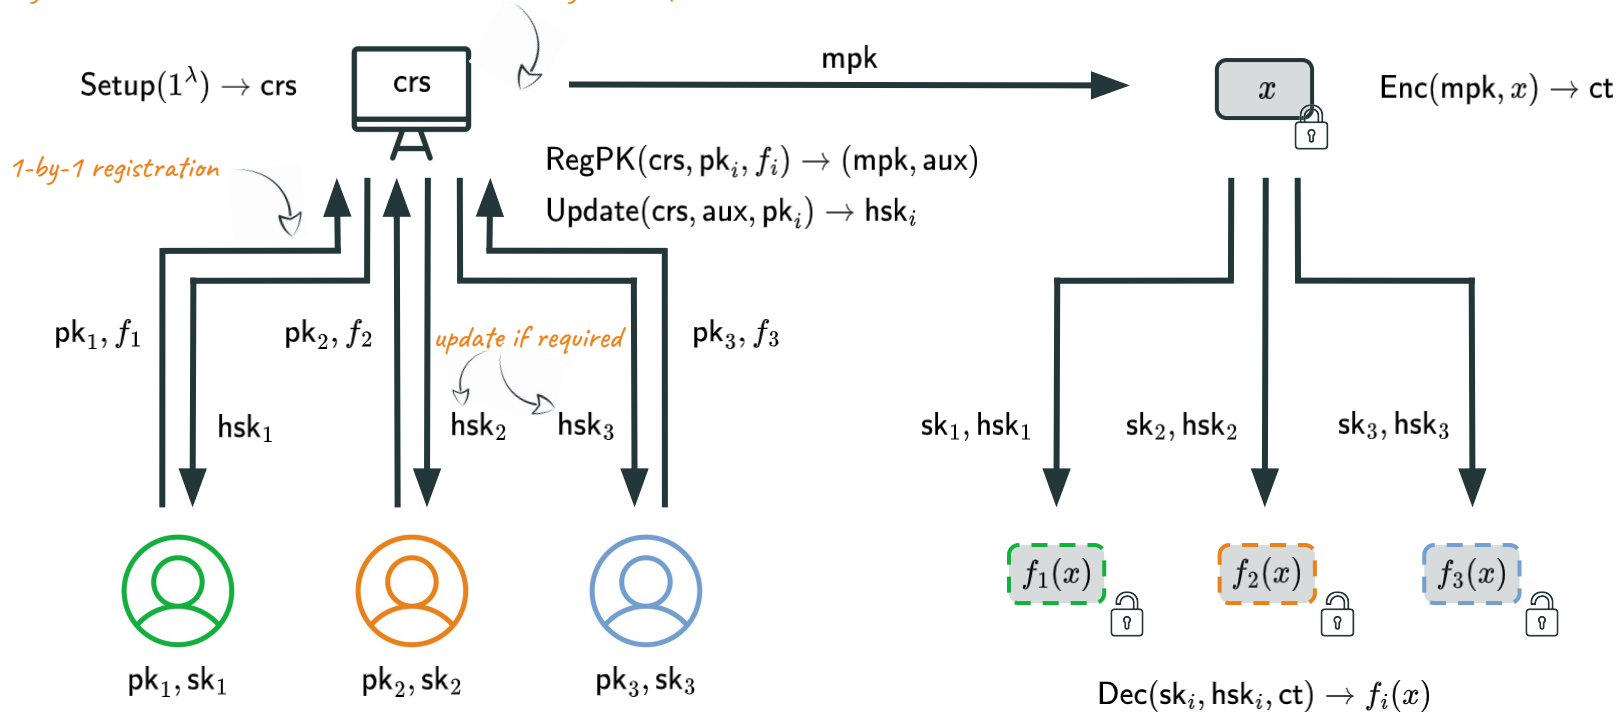 mpk
Setup(1^λ) → crs
crs
x
Enc(mpk, x) → ct
1-by-1 registration
RegPK(crs, pk_i, f_i) → (mpk, aux)
Update(crs, aux, pk_i) → hsk_i
pk_1, f_1
pk_2, f_2
update if required
pk_3, f_3
hsk_1
hsk_2
hsk_3
sk_1, hsk_1
sk_2, hsk_2
sk_3, hsk_3
f_1(x)
f_2(x)
f_3(x)
pk_1, sk_1
pk_2, sk_2
pk_3, sk_3
Dec(sk_i, hsk_i, ct) → f_i(x)